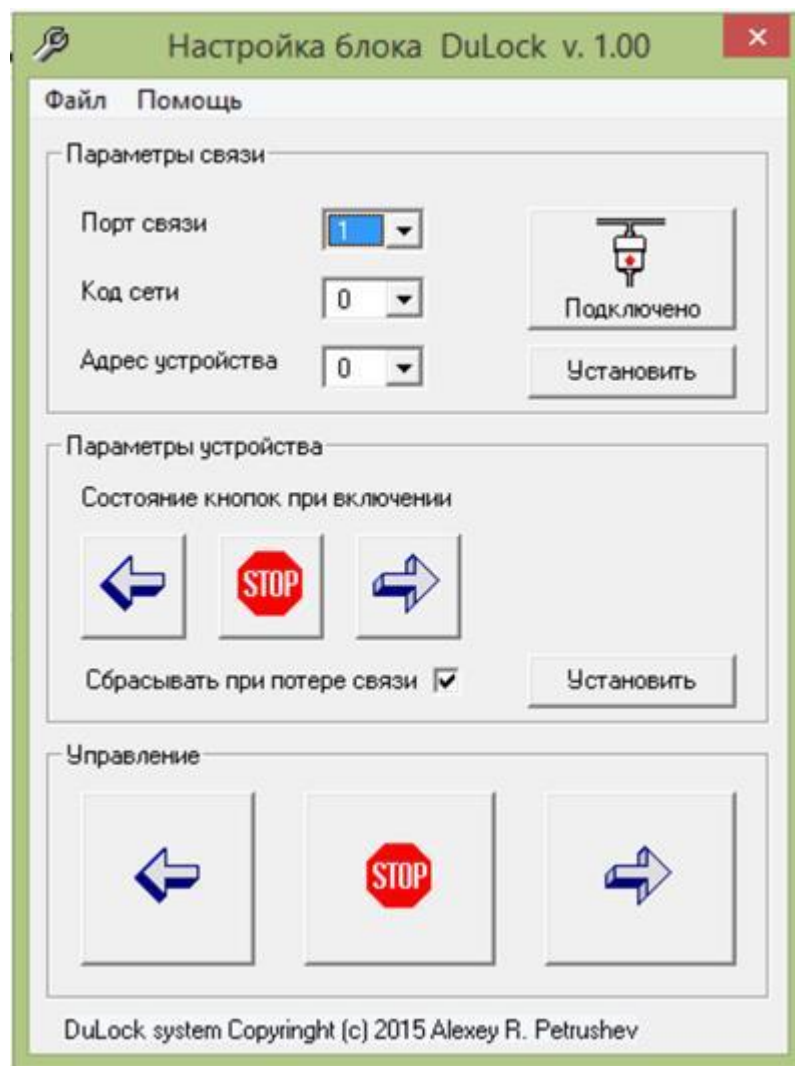 Настройка блока DuLock v. 1.00
Файл Помощь
Параметры связи
Порт связи 1
Подключено
Код сети 0
Адрес устройства 0
Установить
Параметры устройства
Состояние кнопок при включении
STOP
Сбрасывать при потере связи
Установить
Управление
STOP
DuLock system Copyringht (c) 2015 Alexey R. Petrushev